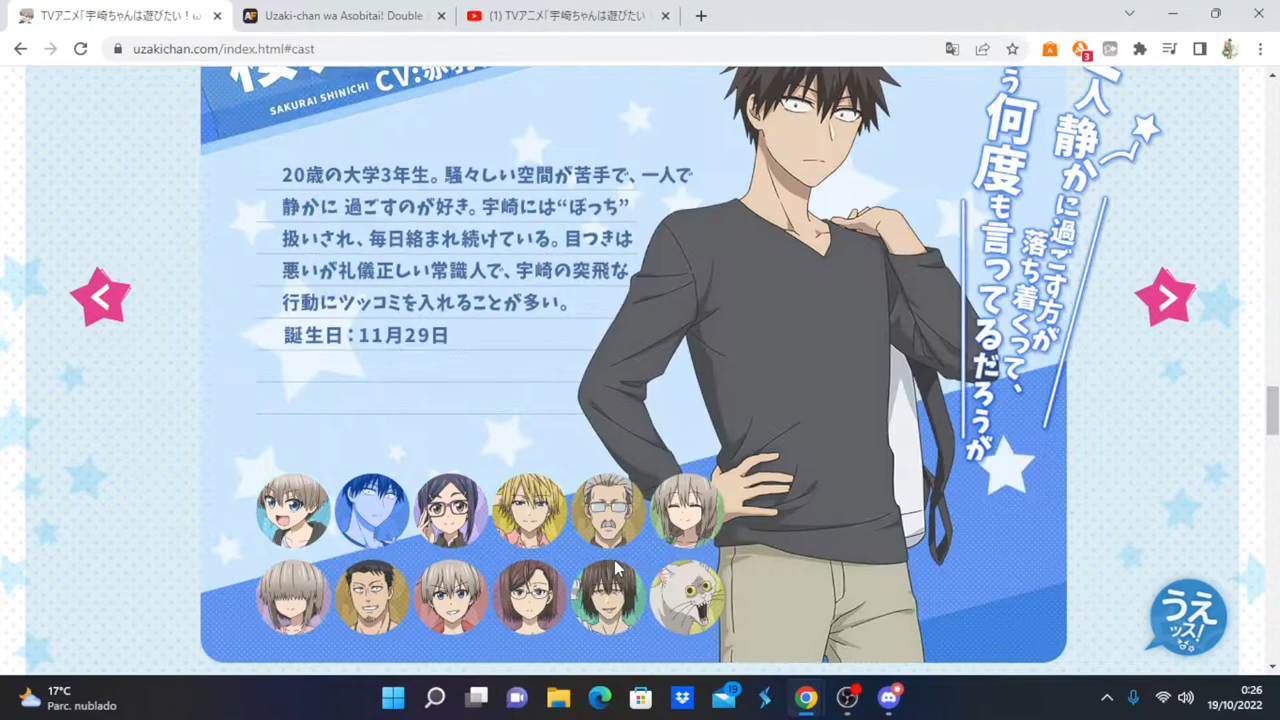 TVアニメ「宇崎ちゃんは遊びたい！ω
Uzaki-chan wa Asobitai! Double
(1) TVアニメ「宇崎ちゃんは遊びたい
uzakichan.com/index.html#cast
3
SAKURAI SHINICHI
CV:赤羽
20歳の大学3年生。騒々しい空間が苦手で、一人で
静かに 過ごすのが好き。宇崎には“ぼっち”
扱いされ、毎日絡まれ続けている。目つきは
悪いが礼儀正しい常識人で、宇崎の突飛な
行動にツッコミを入れることが多い。
誕生日：11月29日
人静かに過ごす方が
落ち着くって、
う何度も言ってるだろうが
うえ
ッス!
17°C
Parc. nublado
19
0:26
19/10/2022